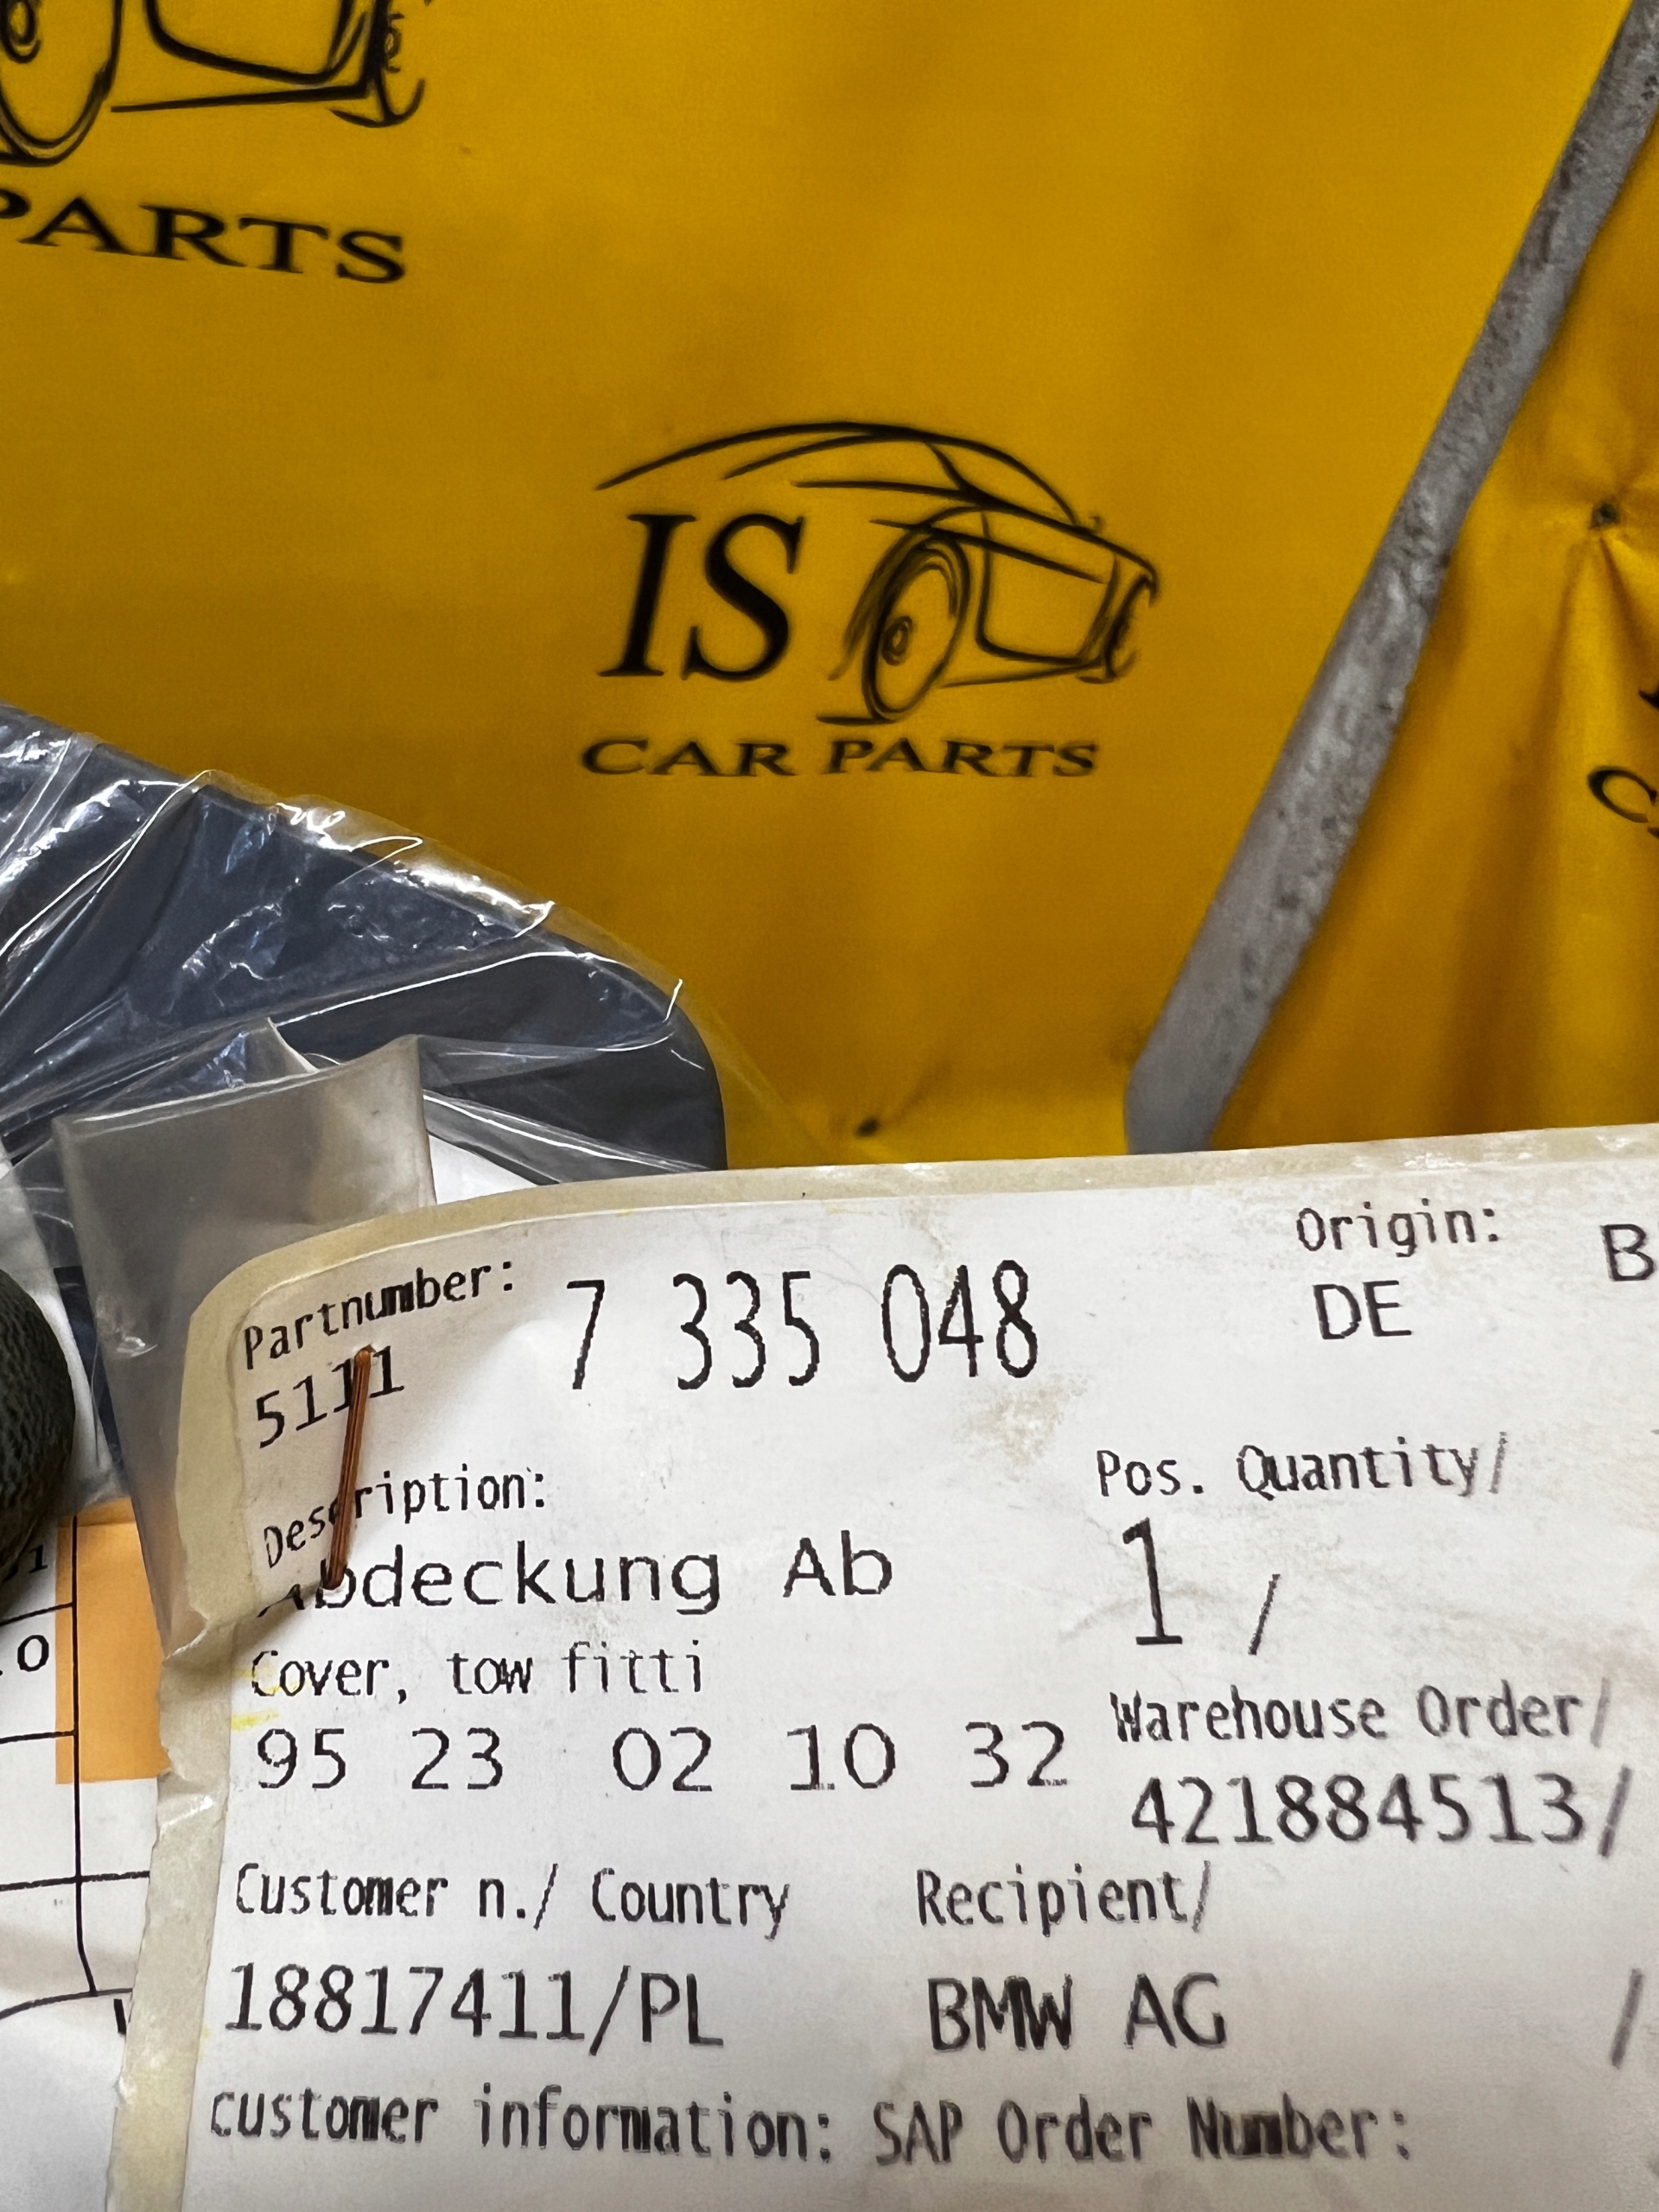 PARTS
IS
CAR PARTS
Partnumber: 7 335 048
5111
Origin:
DE
B
Description:
Abdeckung Ab
Cover, tow fitti
95 23 02 10 32
Pos. Quantity/
1 /
Warehouse Order/
421884513/
Customer n./ Country
18817411/PL
Recipient/
BMW AG /
customer information: SAP Order Number: